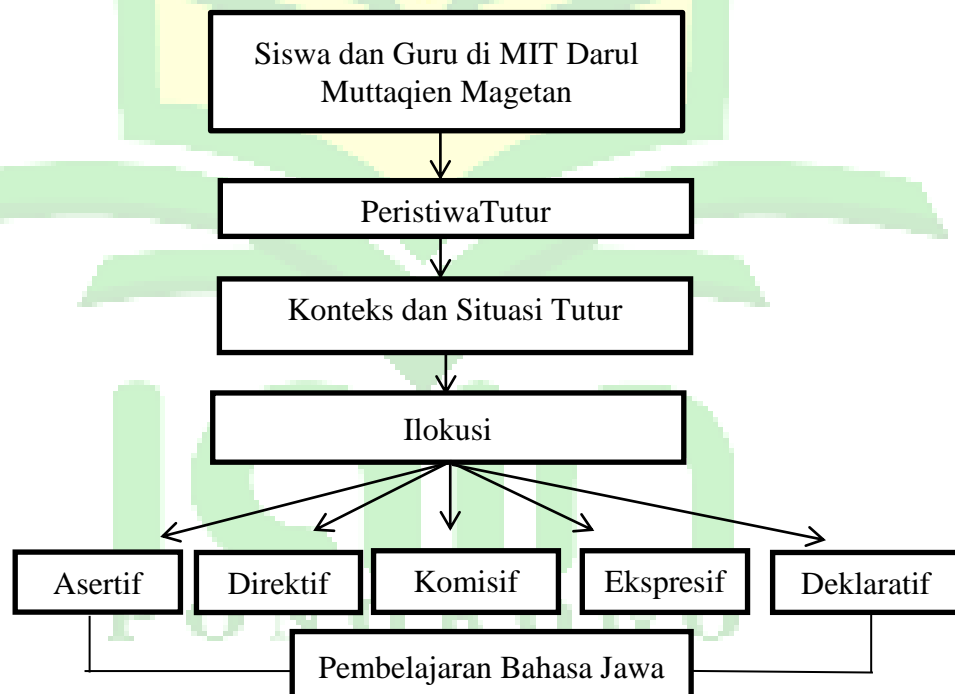 Siswa dan Guru di MIT Darul
Muttaqien Magetan
PeristiwaTutur
Konteks dan Situasi Tutur
Ilokusi
Asertif
Direktif
Komisif
Ekspresif
Deklaratif
Pembelajaran Bahasa Jawa